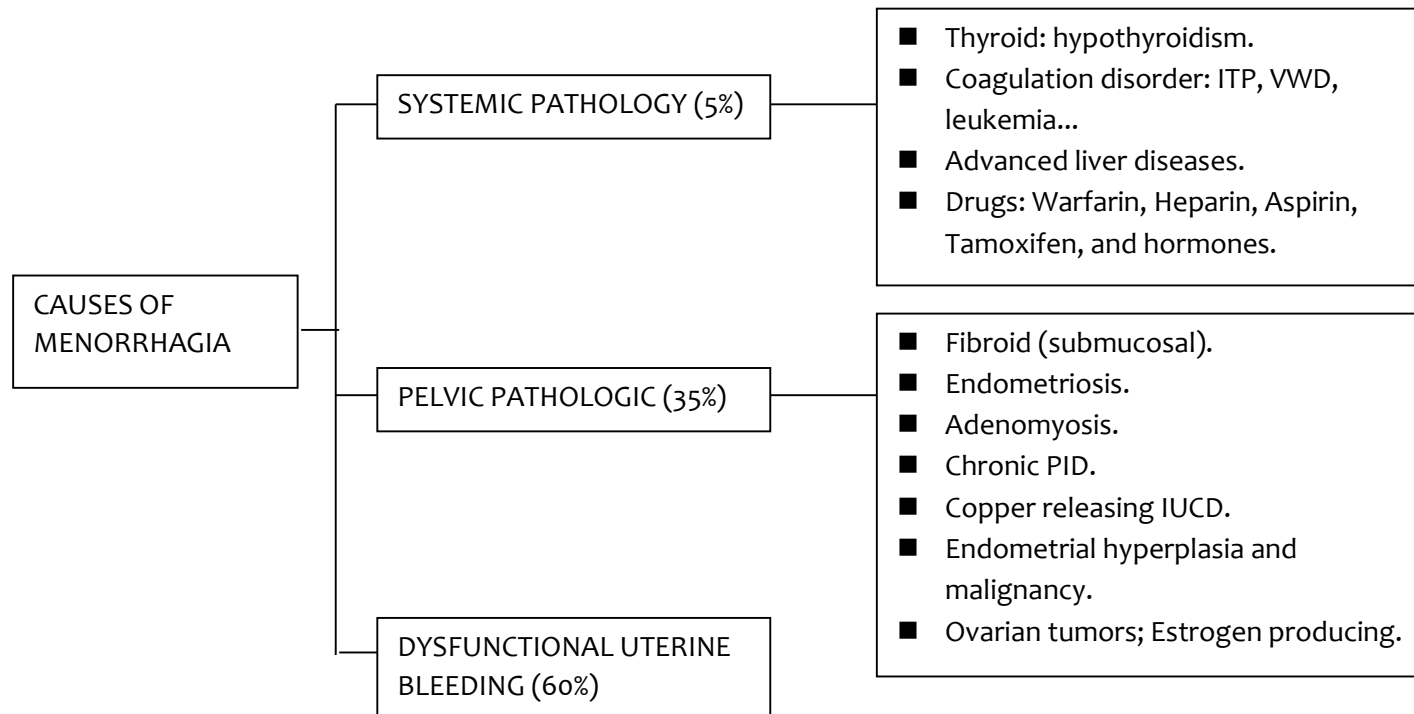 CAUSES OF
MENORRHAGIA
SYSTEMIC PATHOLOGY (5%)
■ Thyroid: hypothyroidism.
■ Coagulation disorder: ITP, VWD,
leukemia...
■ Advanced liver diseases.
■ Drugs: Warfarin, Heparin, Aspirin,
Tamoxifen, and hormones.
PELVIC PATHOLOGIC (35%)
■ Fibroid (submucosal).
■ Endometriosis.
■ Adenomyosis.
■ Chronic PID.
■ Copper releasing IUCD.
■ Endometrial hyperplasia and
malignancy.
■ Ovarian tumors; Estrogen producing.
DYSFUNCTIONAL UTERINE
BLEEDING (60%)